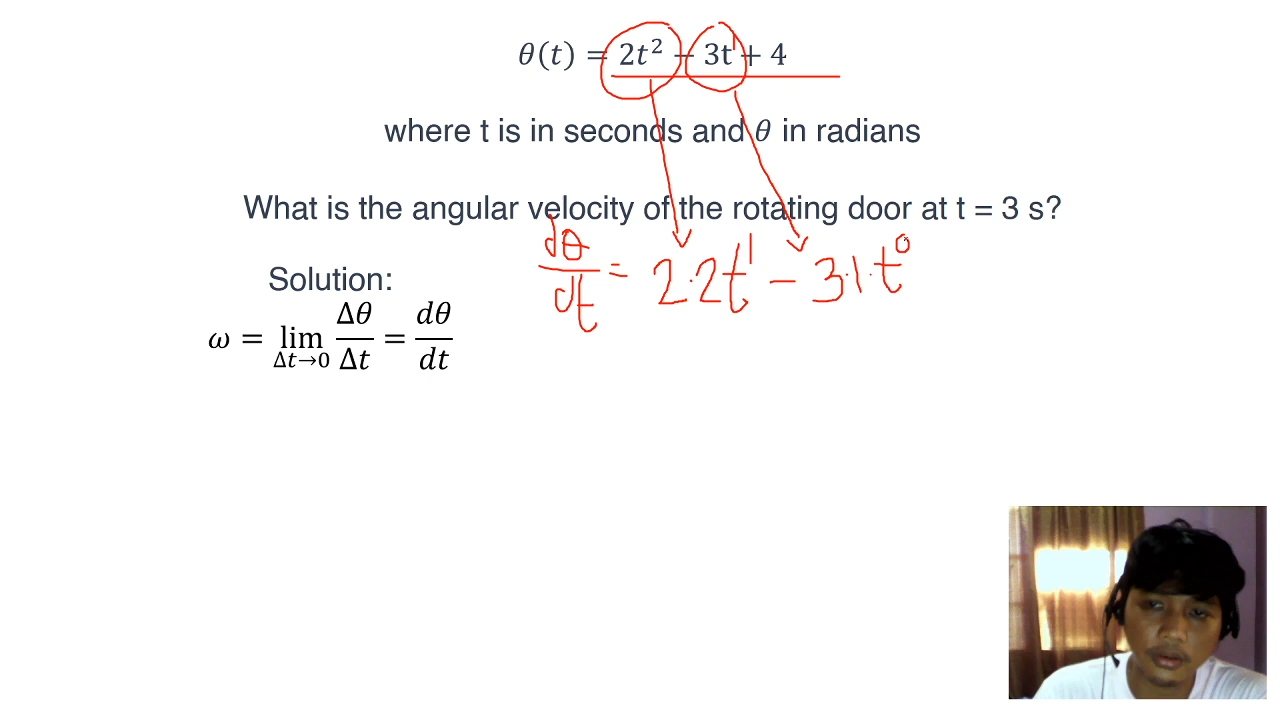 θ(t) = 2t² − 3t¹ + 4
where t is in seconds and θ in radians
What is the angular velocity of the rotating door at t = 3 s?
dθ/dt = 2·2t¹ − 3·1·t⁰
Solution:
ω = lim Δt→0 Δθ/Δt = dθ/dt